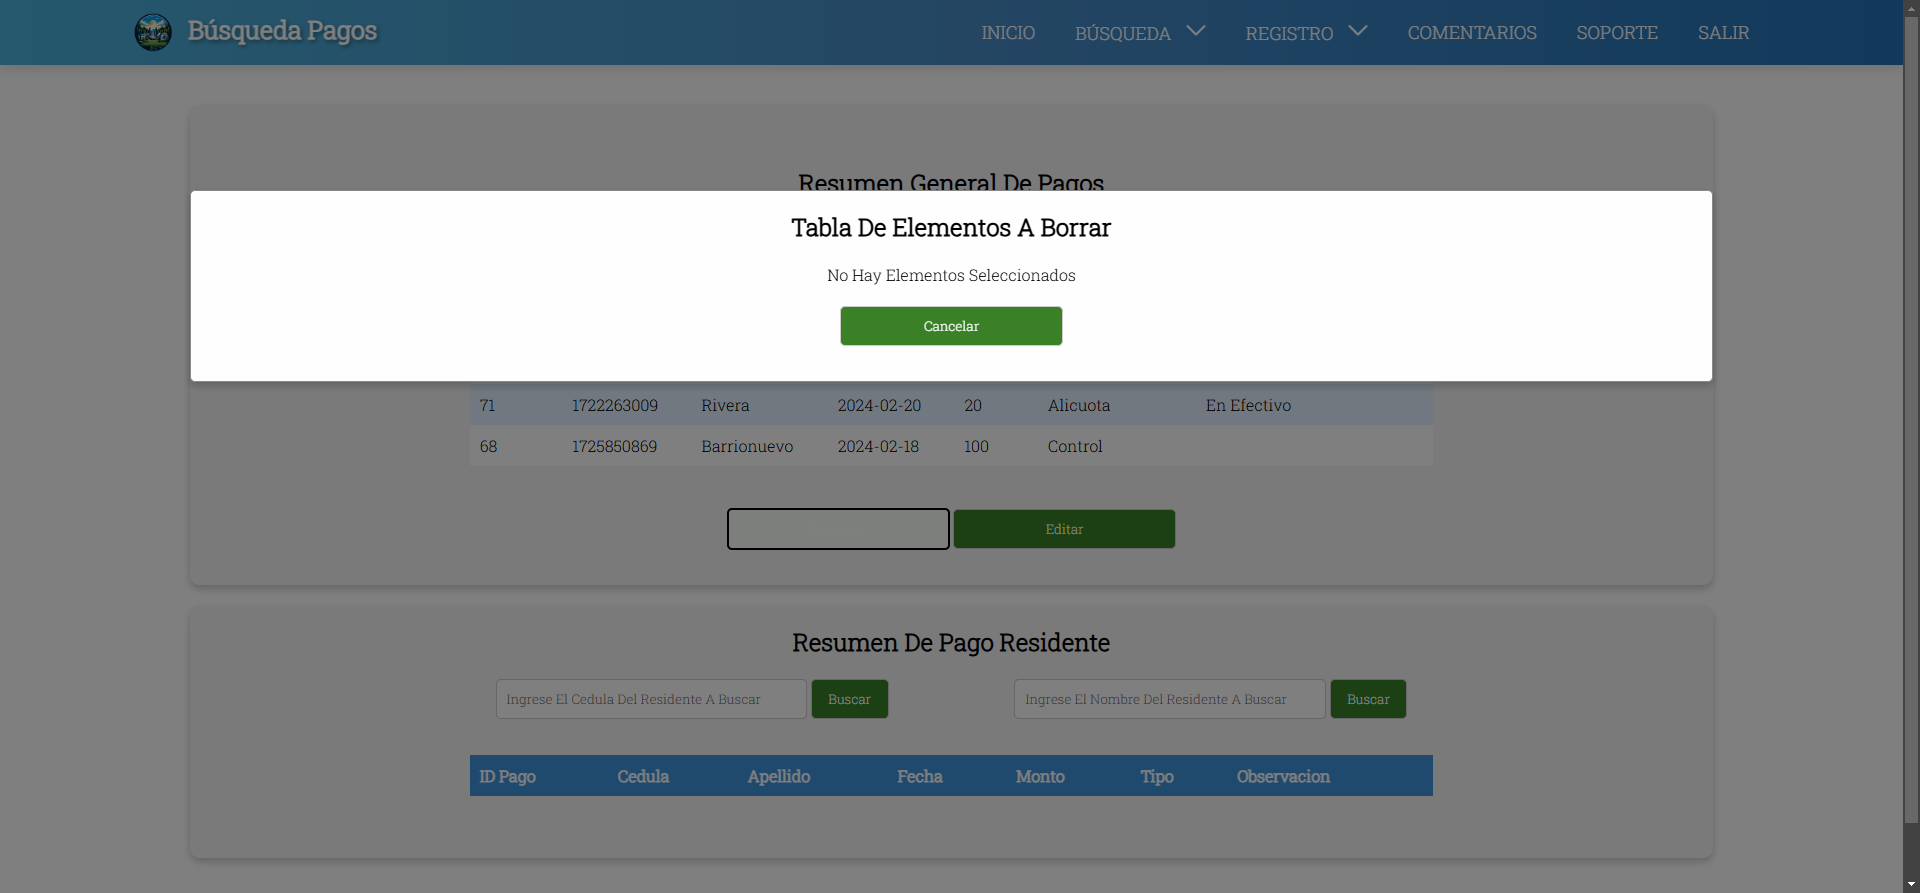 Búsqueda Pagos
INICIO BÚSQUEDA REGISTRO COMENTARIOS SOPORTE SALIR
Resumen General De Pagos
Tabla De Elementos A Borrar
No Hay Elementos Seleccionados
Cancelar
71 1722263009 Rivera 2024-02-20 20 Alicuota En Efectivo
68 1725850869 Barrionuevo 2024-02-18 100 Control
Editar
Resumen De Pago Residente
Ingrese El Cedula Del Residente A Buscar Buscar Ingrese El Nombre Del Residente A Buscar Buscar
ID Pago Cedula Apellido Fecha Monto Tipo Observacion